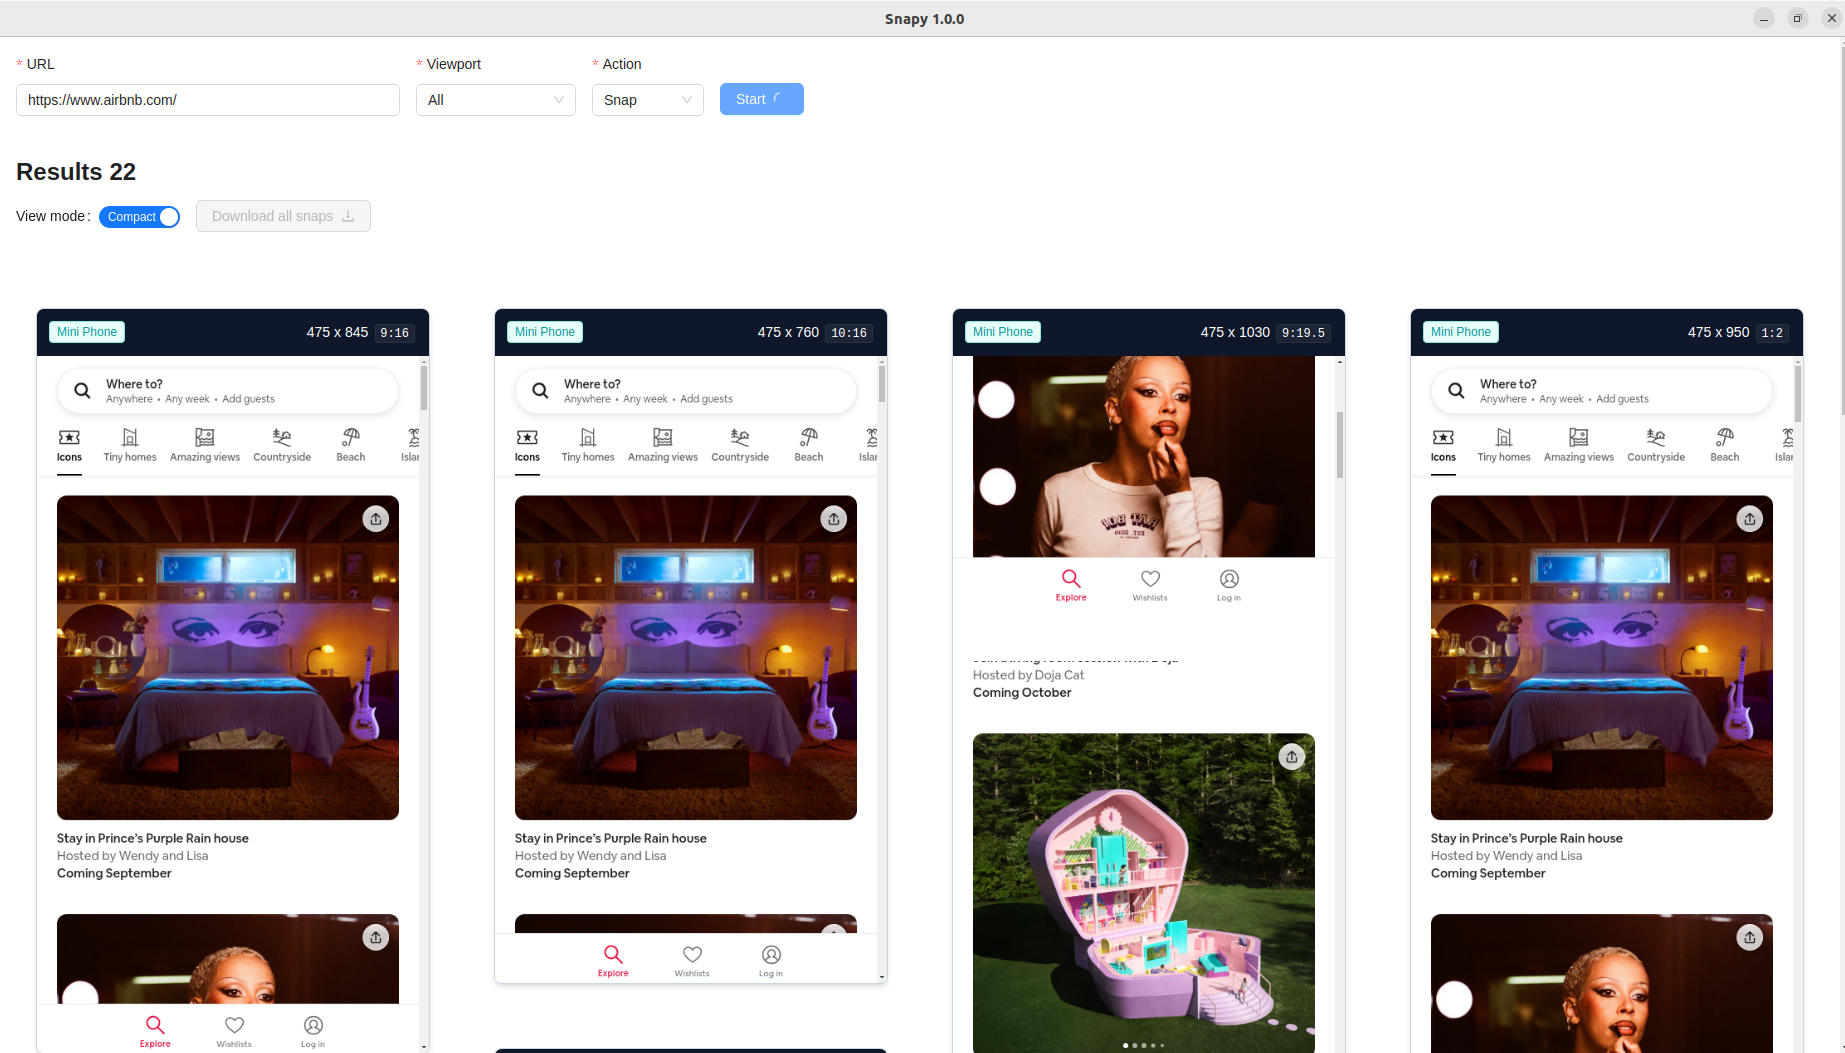 Snapy 1.0.0
* URL
* Viewport
* Action
https://www.airbnb.com/
All
Snap
Start
Results 22
View mode:
Compact
Download all snaps
Mini Phone
475 x 845
9:16
Where to?
Anywhere • Any week • Add guests
Icons
Tiny homes
Amazing views
Countryside
Beach
Stay in Prince's Purple Rain house
Hosted by Wendy and Lisa
Coming September
Explore
Wishlists
Log in
Mini Phone
475 x 760
10:16
Where to?
Anywhere • Any week • Add guests
Icons
Tiny homes
Amazing views
Countryside
Beach
Stay in Prince's Purple Rain house
Hosted by Wendy and Lisa
Coming September
Explore
Wishlists
Log in
Mini Phone
475 x 1030
9:19.5
Explore
Wishlists
Log in
Hosted by Doja Cat
Coming October
Mini Phone
475 x 950
1:2
Where to?
Anywhere • Any week • Add guests
Icons
Tiny homes
Amazing views
Countryside
Beach
Stay in Prince's Purple Rain house
Hosted by Wendy and Lisa
Coming September